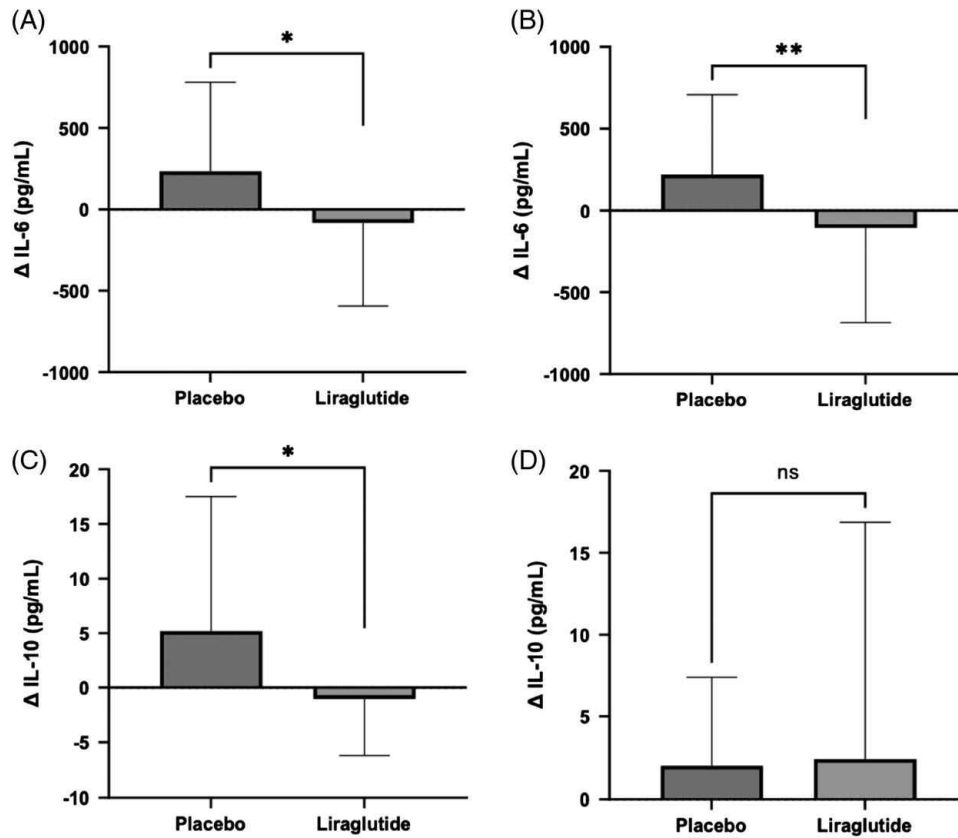 (A)
1000
500
0
-500
-1000
Δ IL-6 (pg/mL)
*
Placebo
Liraglutide
(B)
1000
500
0
-500
-1000
Δ IL-6 (pg/mL)
**
Placebo
Liraglutide
(C)
20
15
10
5
0
-5
-10
Δ IL-10 (pg/mL)
*
Placebo
Liraglutide
(D)
20
15
10
5
0
Δ IL-10 (pg/mL)
ns
Placebo
Liraglutide